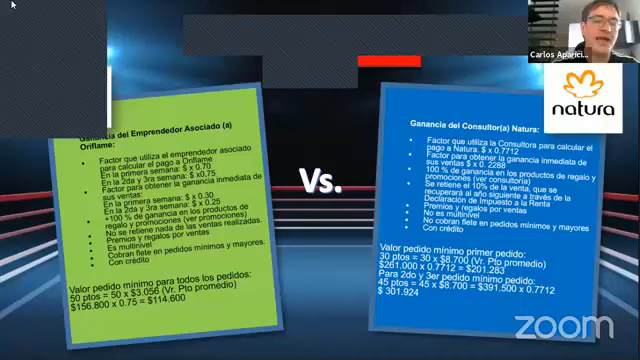 Carlos Aparici...
natura
Ganancia del Emprendedor Asociado (a)
Oriflame:
Factor que utiliza el emprendedor asociado
para calcular el pago a Oriflame
En la primera semana: $ x 0.70
En la 2da y 3ra semana: $ x0,75
Factor para obtener la ganancia inmediata de
sus ventas:
En la primera semana: $ x 0.30
En la 2da y 3ra semana: $ x 0.25
+100 % de ganancia en los productos de
regalo y promociones (ver promociones)
No se retiene nada de las ventas realizadas.
Premios y regalos por ventas
Es multinivel
Cobran flete en pedidos mínimos y mayores.
Con crédito
Valor pedido mínimo para todos los pedidos:
50 ptos = 50 x $3.056 (Vr. Pto promedio)
$156.800 x 0.75 = $114.600
Vs.
Ganancia del Consultor(a) Natura:
Factor que utiliza la Consultora para calcular el
pago a Natura. $ x 0.7712
Factor para obtener la ganancia inmediata de
sus ventas $ x 0. 2288
100 % de ganancia en los productos de regalo y
promociones (ver consultoría)
Se retiene el 10% de la venta, que se
recuperará al año siguiente a través de la
Declaración de Impuesto a la Renta
Premios y regalos por ventas
No es multinivel
No cobran flete en pedidos mínimos y mayores
Con crédito
Valor pedido mínimo primer pedido:
30 ptos = 30 x $8.700 (Vr. Pto promedio)
$261.000 x 0.7712 = $201.283
Para 2do y 3er pedido mínimo de
45 ptos = 45 x $8.700 = $391.500 x 0.7712
$ 301.924
zoom